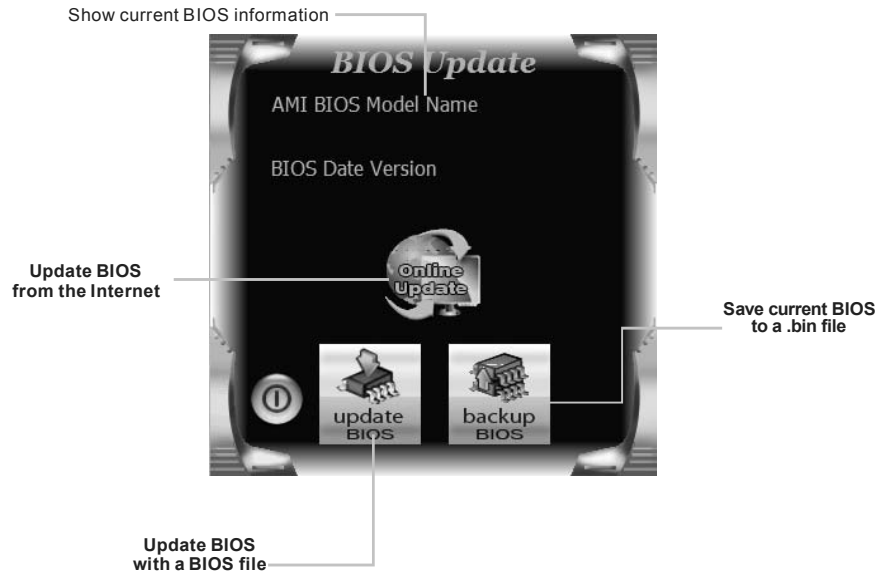 Show current BIOS information
BIOS Update
AMI BIOS Model Name
BIOS Date Version
Online
Update
Update BIOS
from the Internet
Save current BIOS
to a .bin file
update
BIOS
backup
BIOS
Update BIOS
with a BIOS file